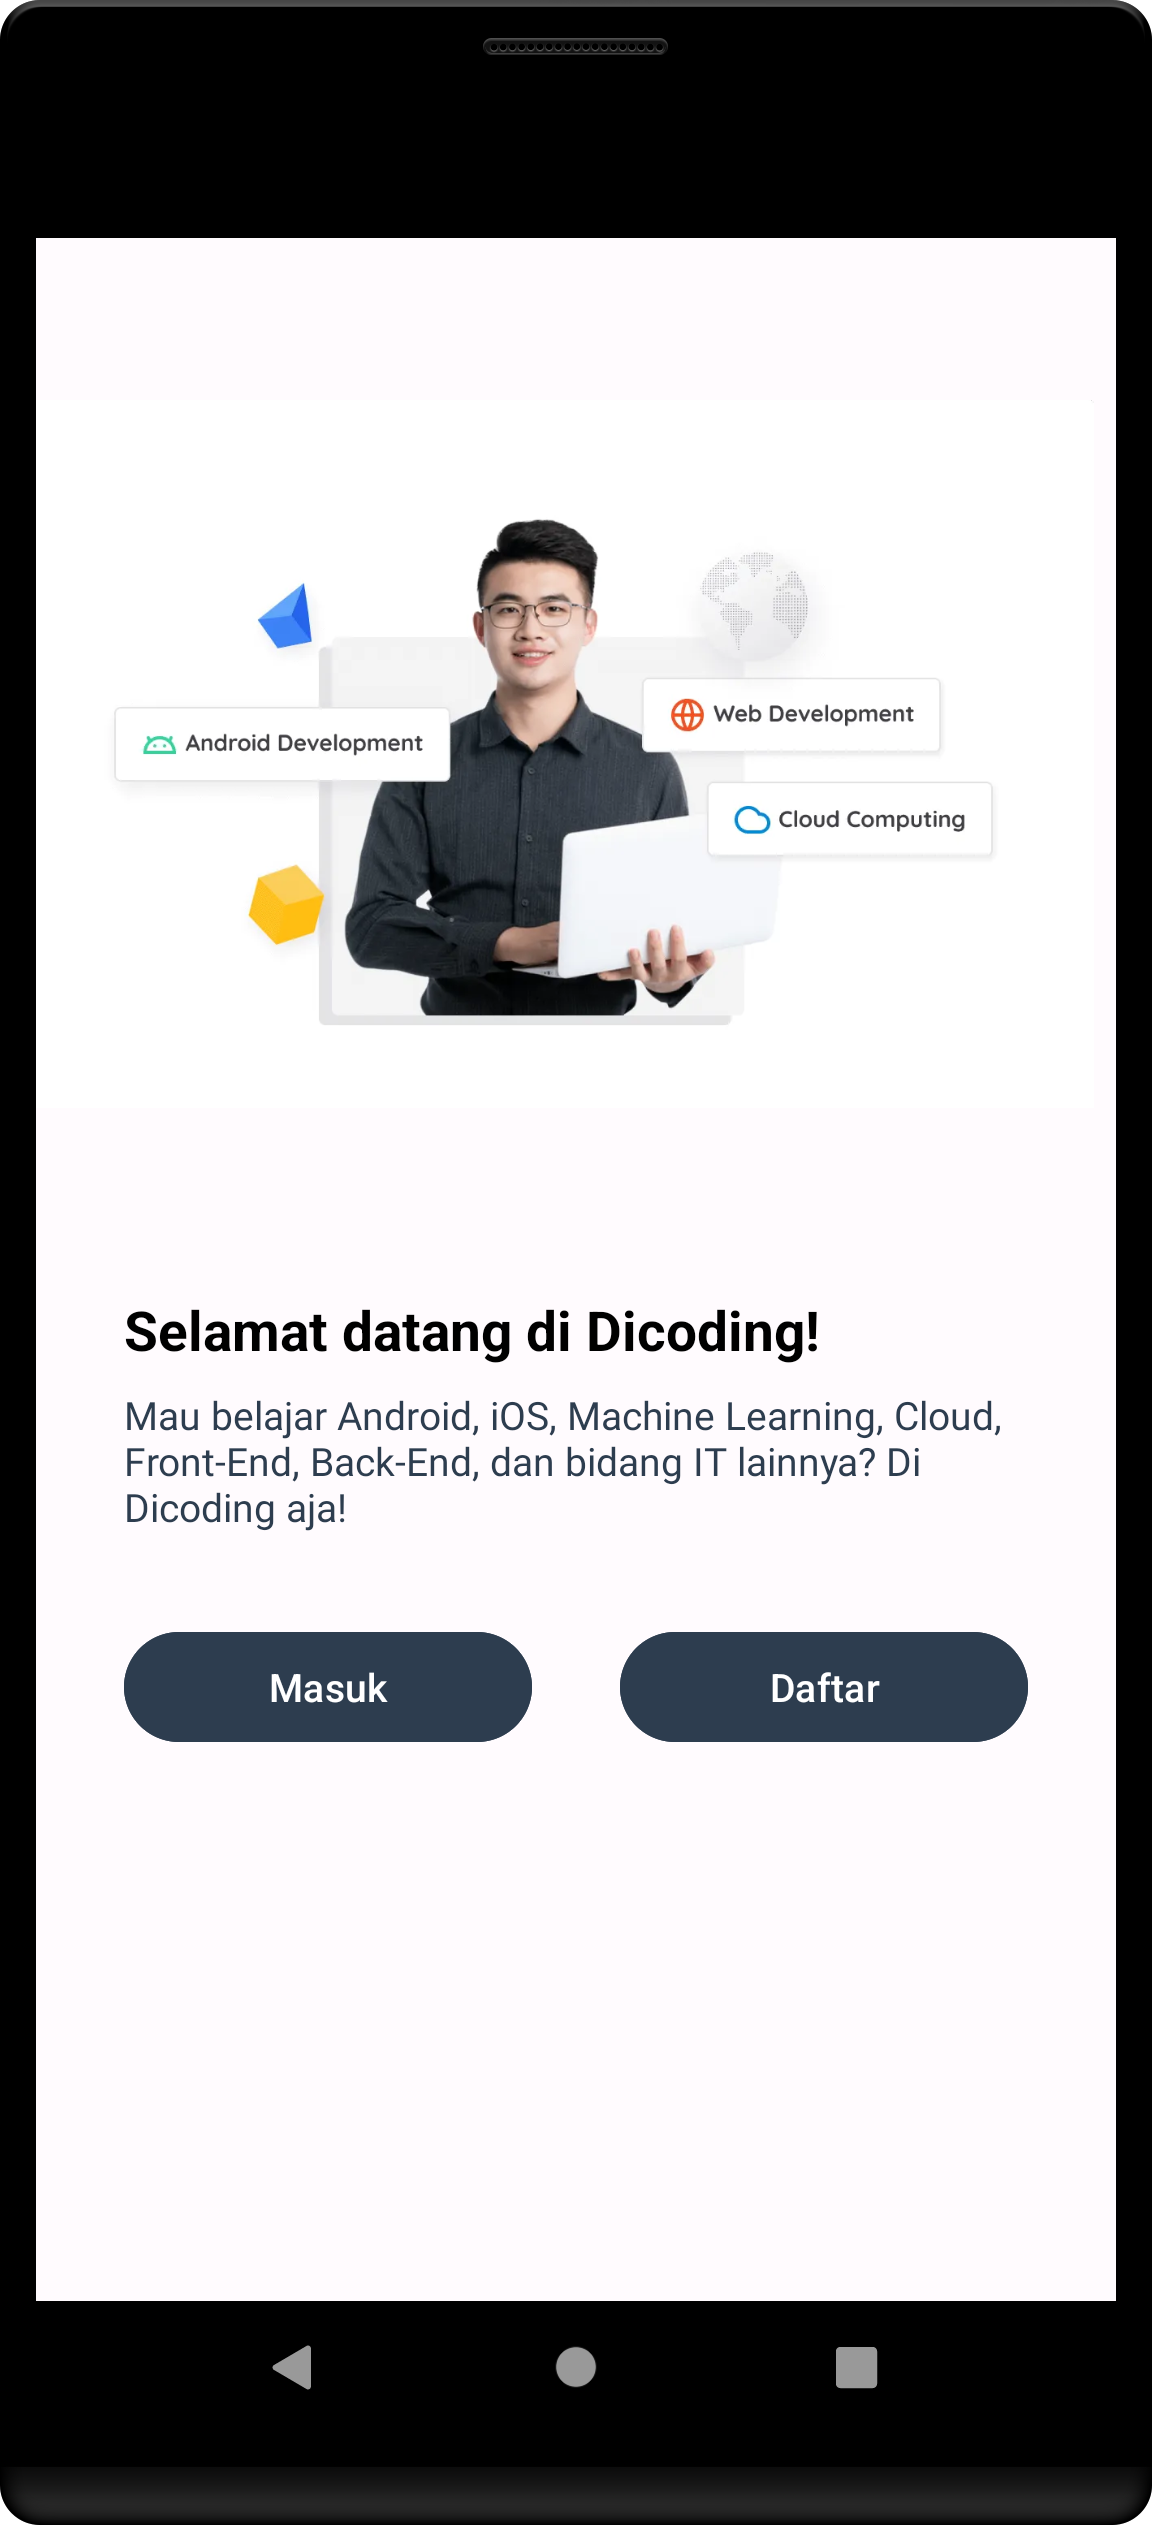 Android Development
Web Development
Cloud Computing
Selamat datang di Dicoding!
Mau belajar Android, iOS, Machine Learning, Cloud,
Front-End, Back-End, dan bidang IT lainnya? Di
Dicoding aja!
Masuk
Daftar